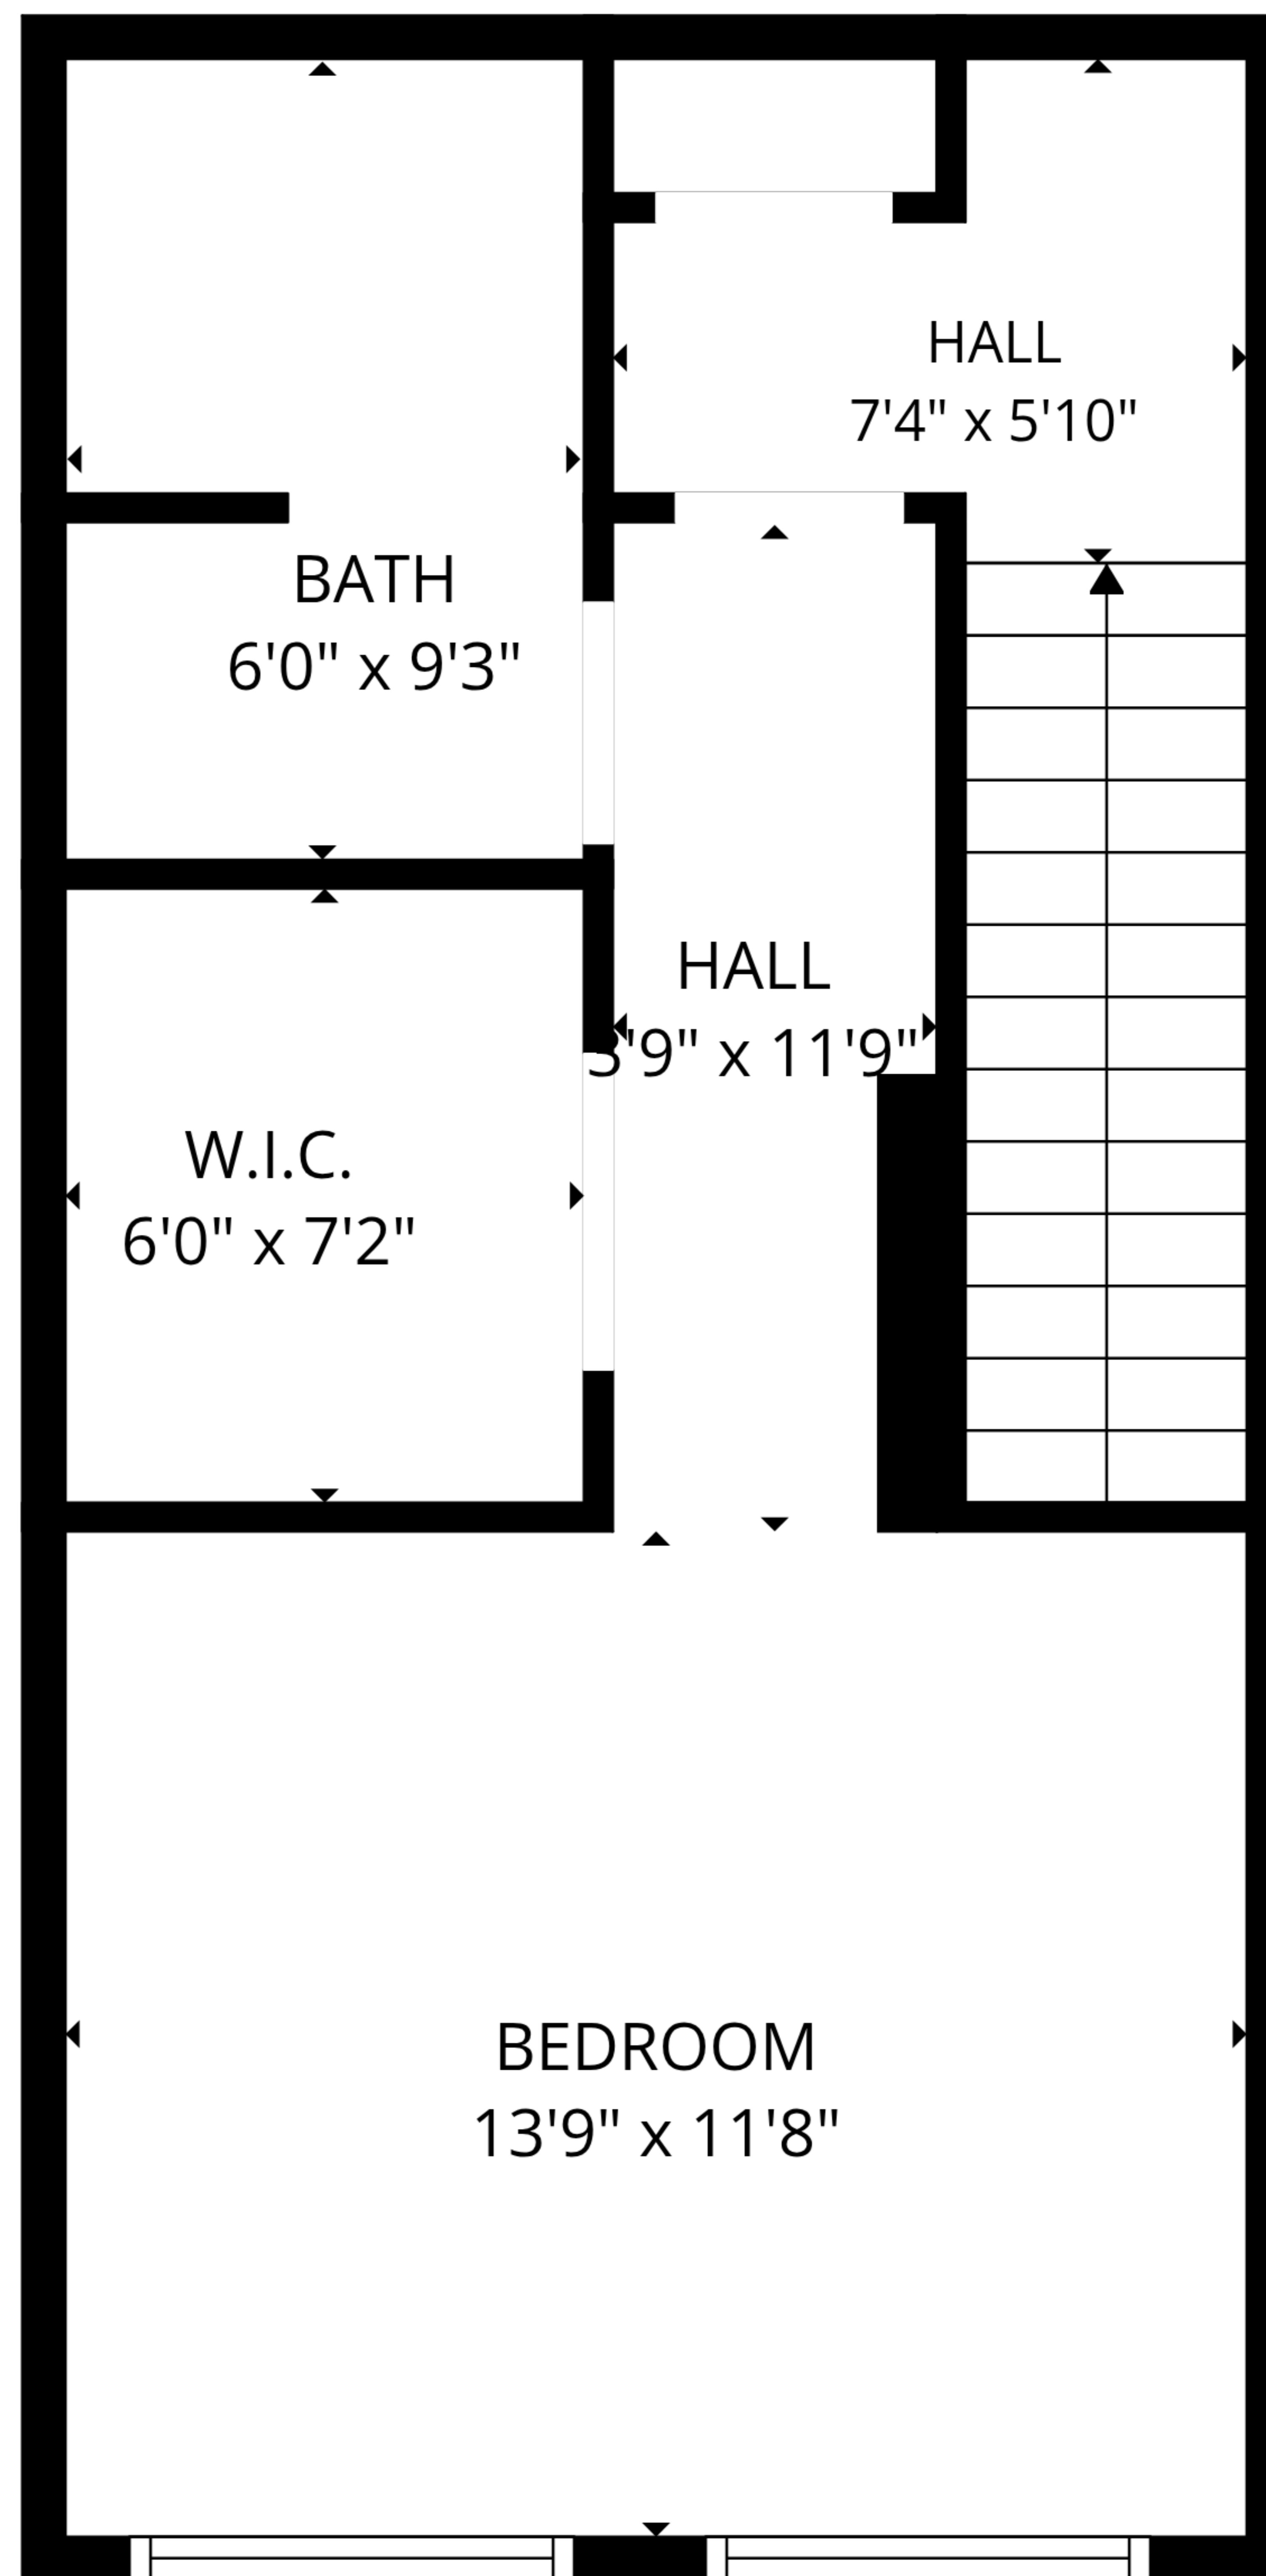 HALL
7'4" x 5'10"
BATH
6'0" x 9'3"
HALL
3'9" x 11'9"
W.I.C.
6'0" x 7'2"
BEDROOM
13'9" x 11'8"